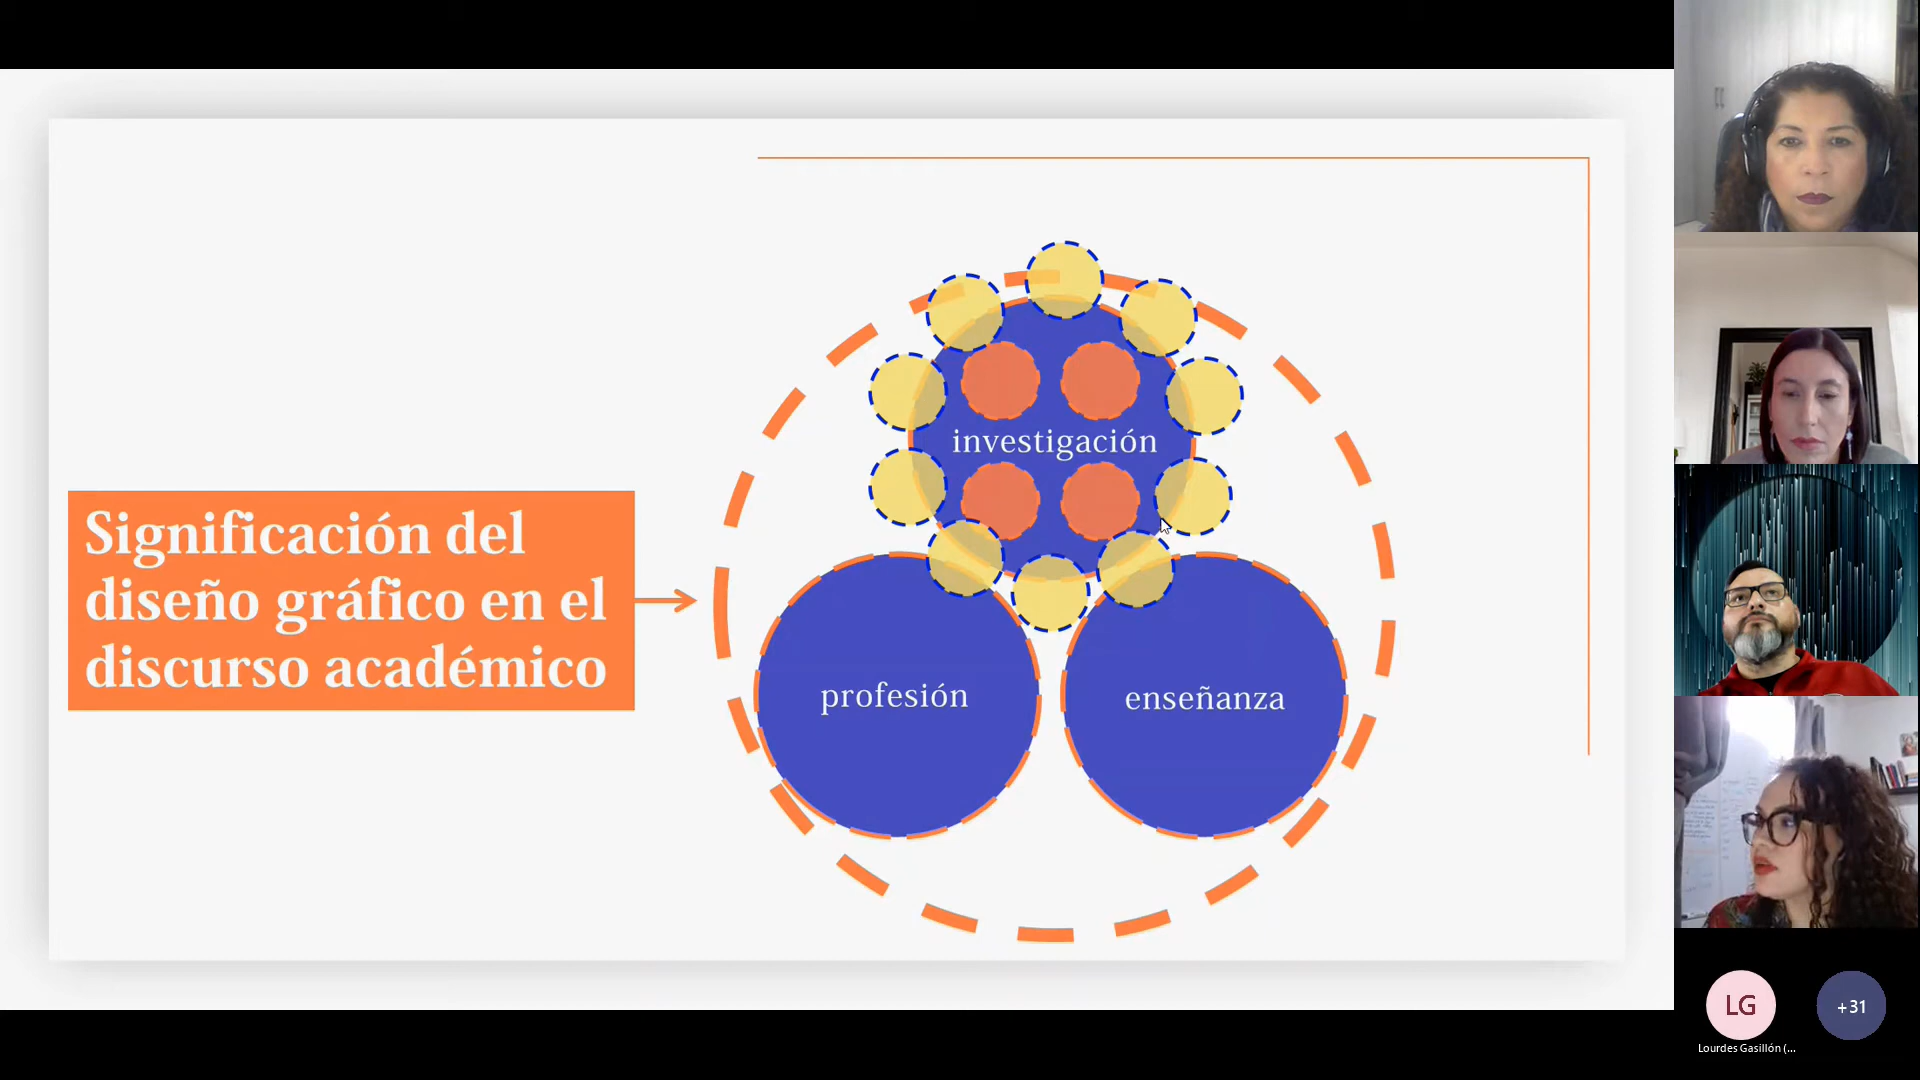 Significación del
diseño gráfico en el
discurso académico
investigación
profesión
enseñanza
LG
+31
Lourdes Gasillón (...